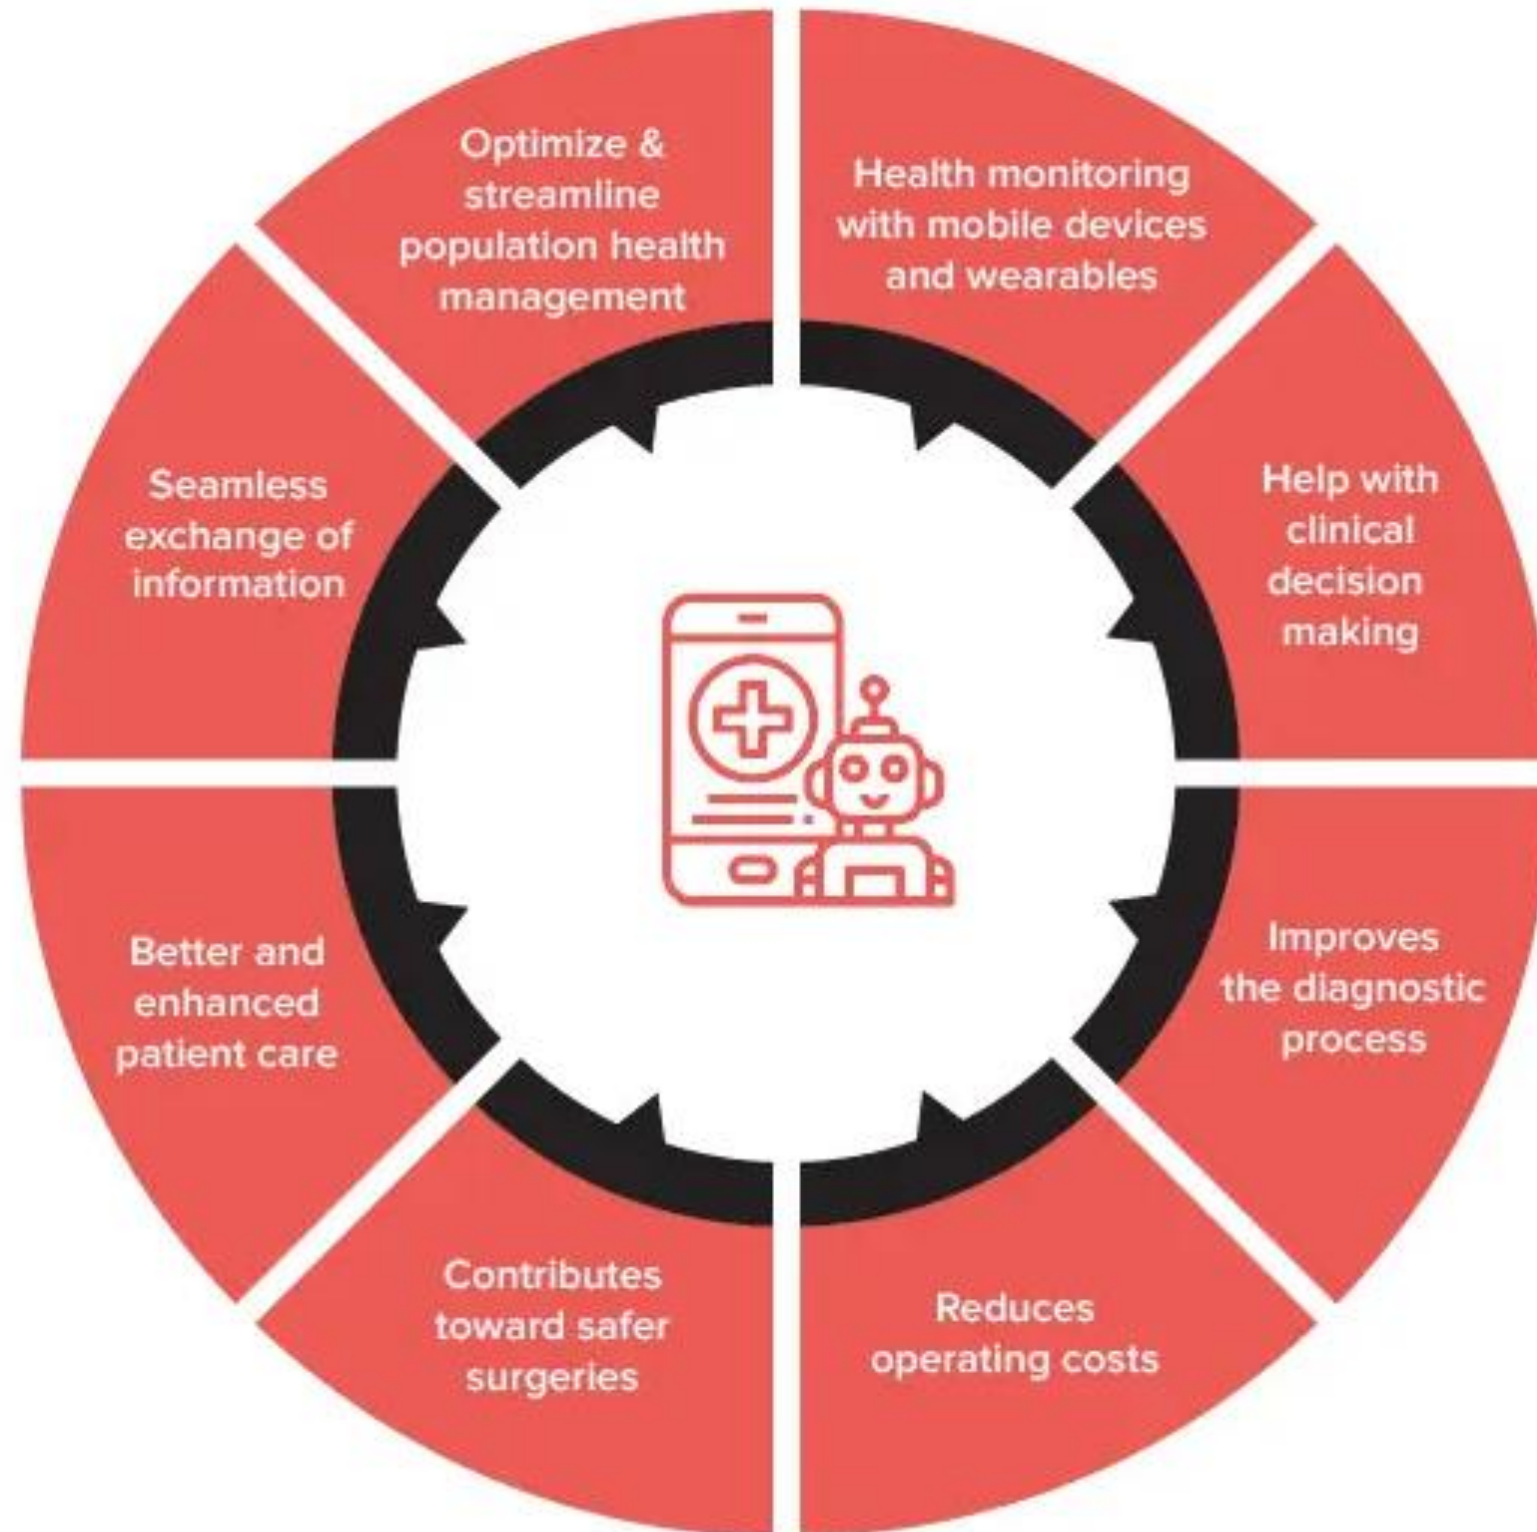 Optimize &
streamline
population health
management
Health monitoring
with mobile devices
and wearables
Help with
clinical
decision
making
Improves
the diagnostic
process
Reduces
operating costs
Contributes
toward safer
surgeries
Better and
enhanced
patient care
Seamless
exchange of
information